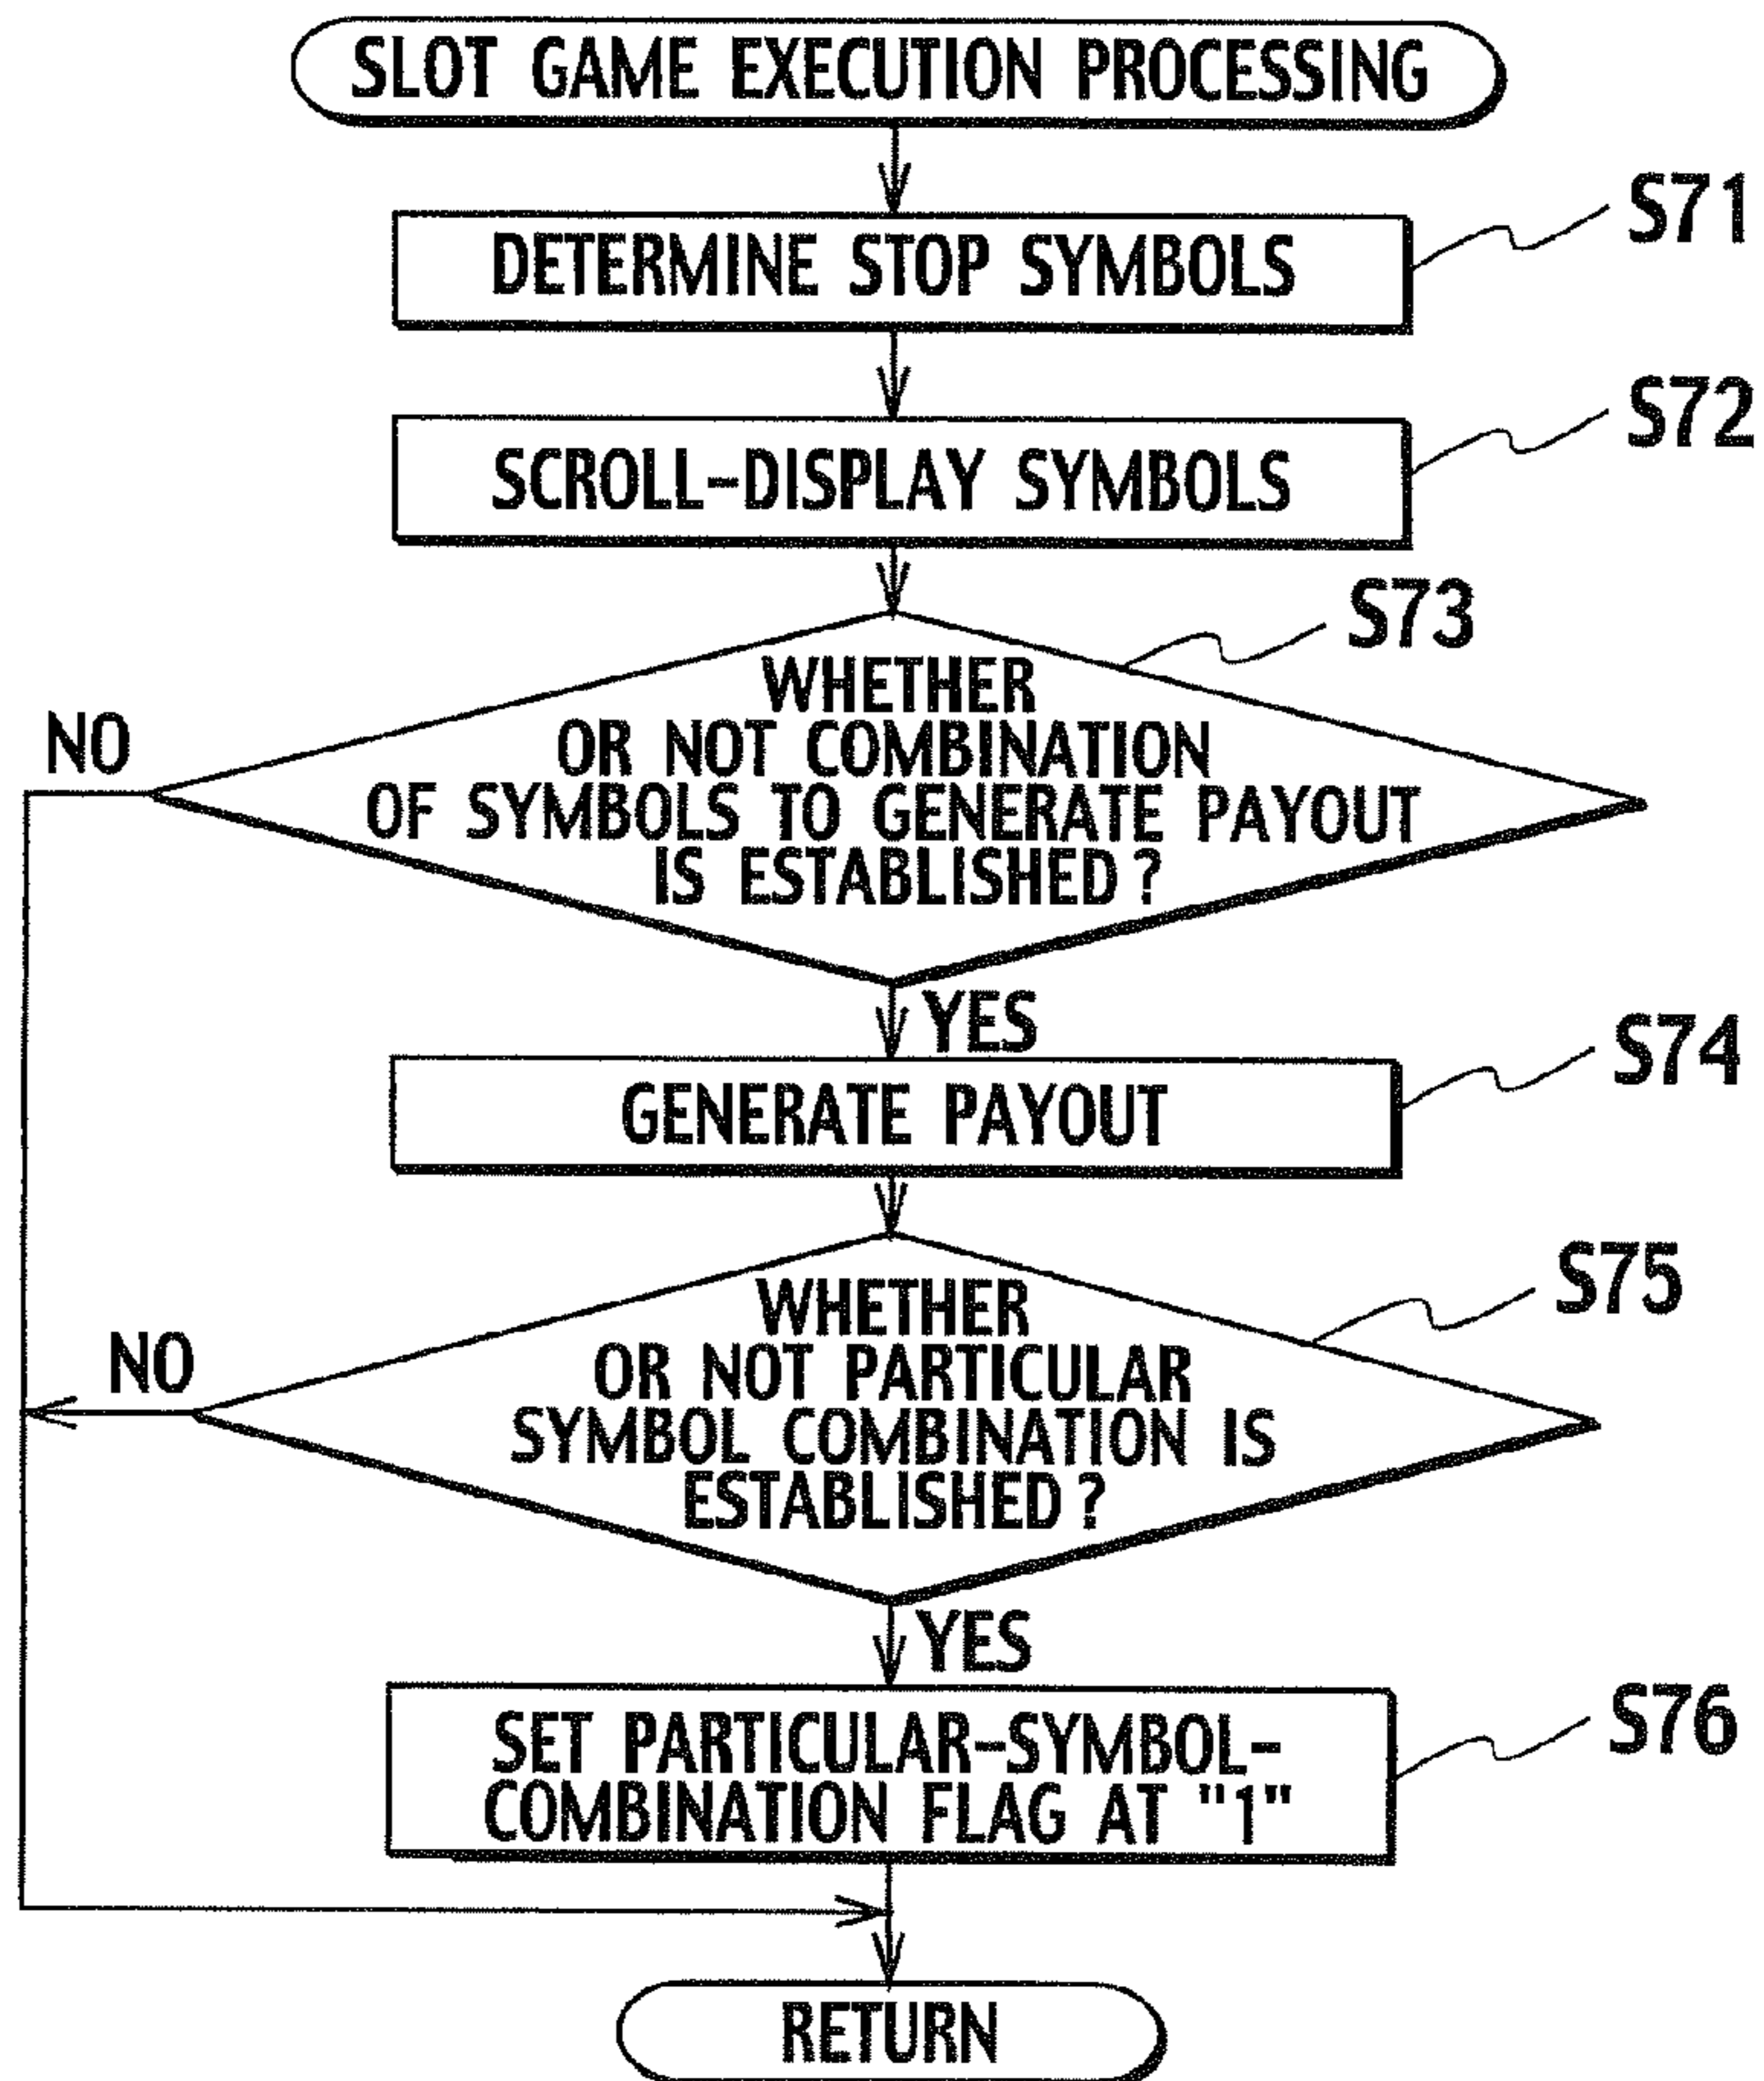 SLOT GAME EXECUTION PROCESSING
S71
DETERMINE STOP SYMBOLS
S72
SCROLL-DISPLAY SYMBOLS
S73
WHETHER
OR NOT COMBINATION
OF SYMBOLS TO GENERATE PAYOUT
IS ESTABLISHED?
NO
YES
S74
GENERATE PAYOUT
S75
WHETHER
OR NOT PARTICULAR
SYMBOL COMBINATION IS
ESTABLISHED?
NO
YES
S76
SET PARTICULAR-SYMBOL-
COMBINATION FLAG AT "1"
RETURN